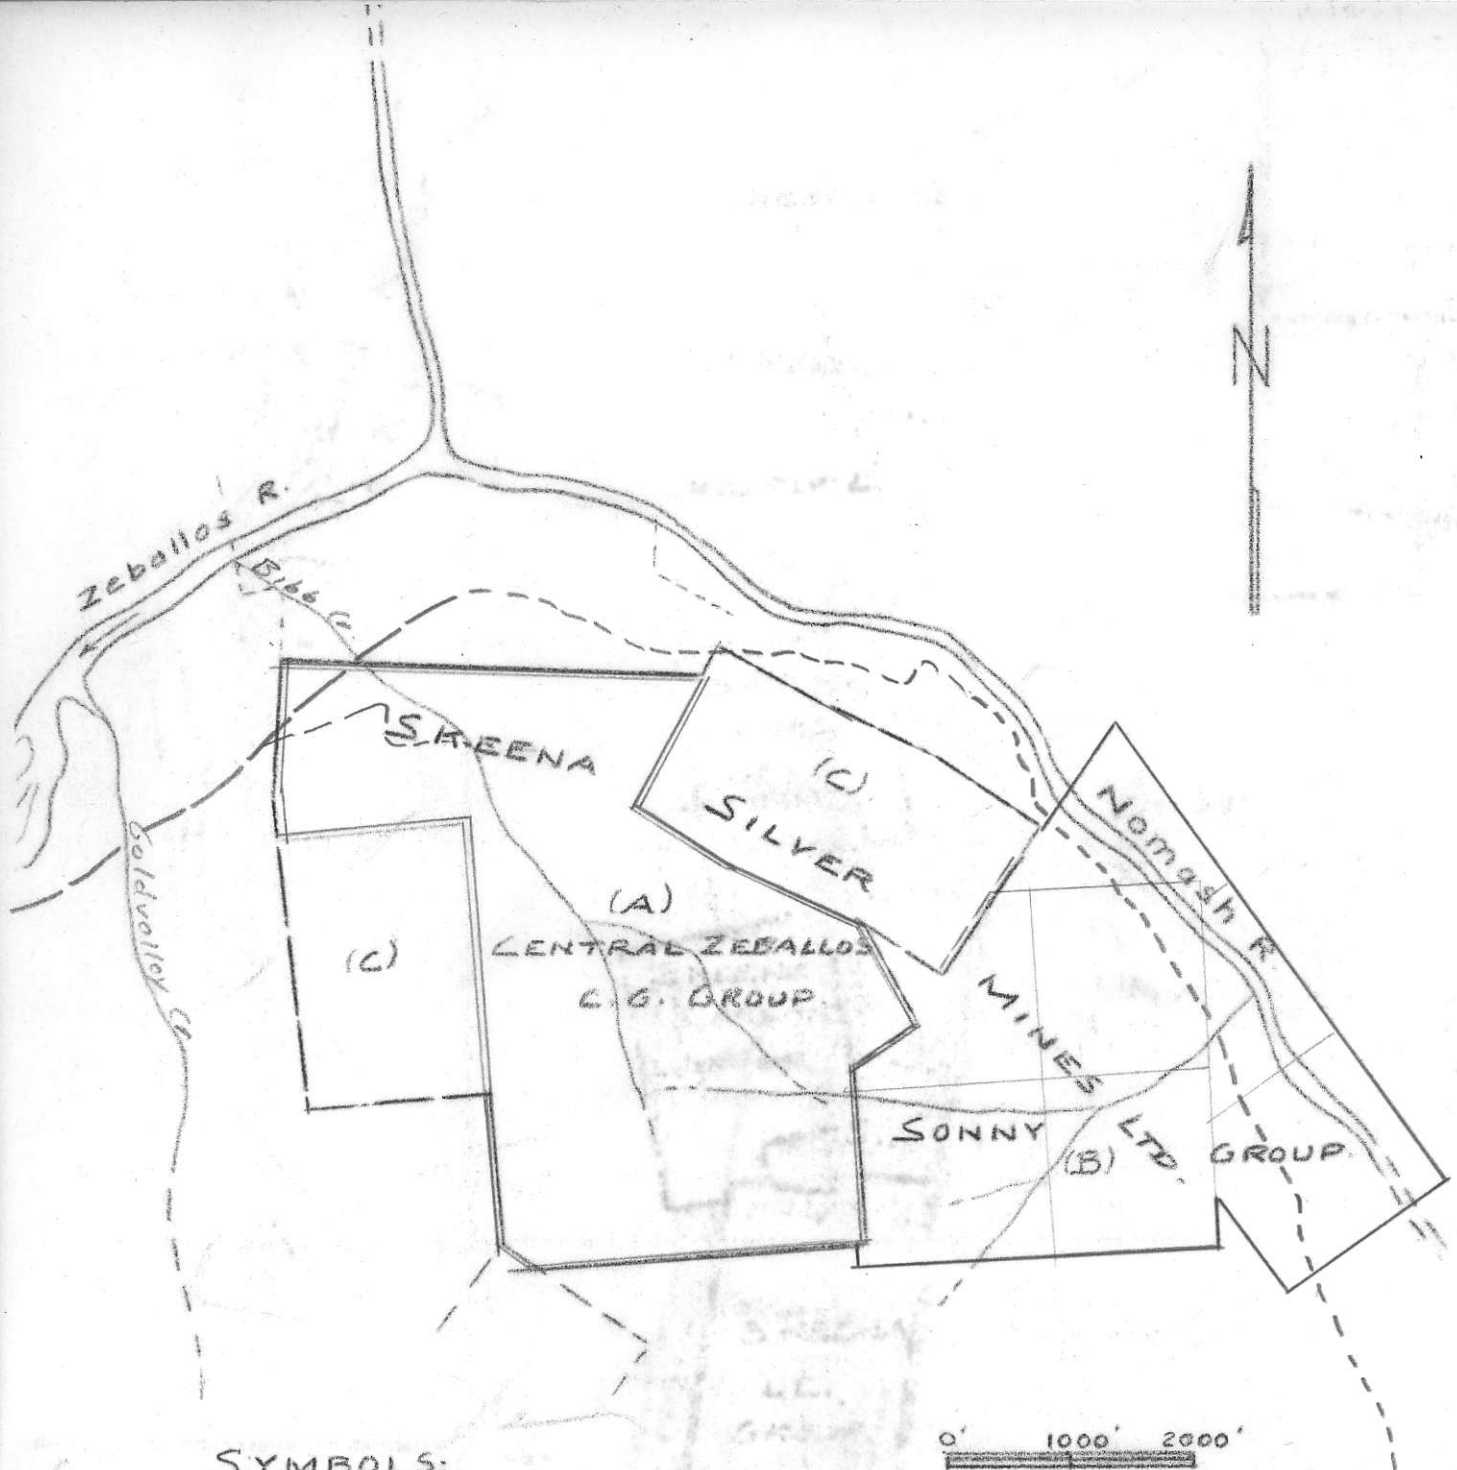 N
Zeballos R.
Bibb Cr.
SKEENA
(C)
SILVER
Nomash R.
Goldvalley Cr.
(A)
(C)
CENTRAL ZEBALLOS
C.G. GROUP
MINES
SONNY
LTD.
GROUP.
(B)
0' 1000' 2000'
SYMBOLS: